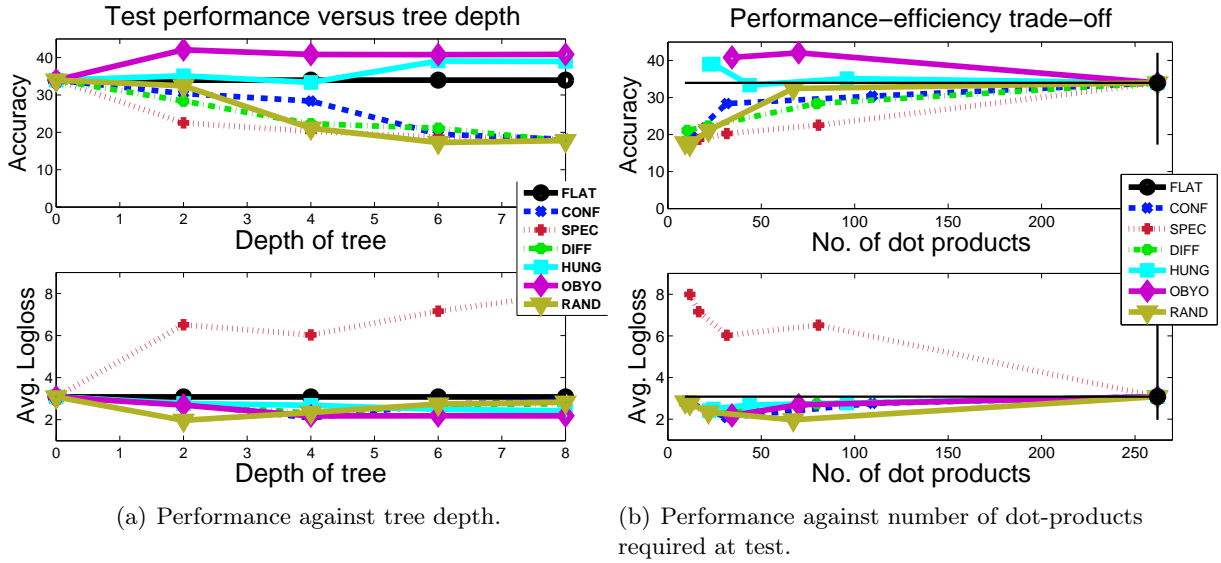 Test performance versus tree depth
Accuracy
40
30
20
10
0
0 1 2 3 4 5 6 7 8
Depth of tree
FLAT
CONF
SPEC
DIFF
HUNG
OBYO
RAND
Avg. Logloss
8
6
4
2
0 1 2 3 4 5 6 7 8
Depth of tree
(a) Performance against tree depth.
Performance−efficiency trade−off
Accuracy
40
30
20
10
0
0 50 100 150 200 250
No. of dot products
FLAT
CONF
SPEC
DIFF
HUNG
OBYO
RAND
Avg. Logloss
8
6
4
2
0 50 100 150 200 250
No. of dot products
(b) Performance against number of dot-products
required at test.